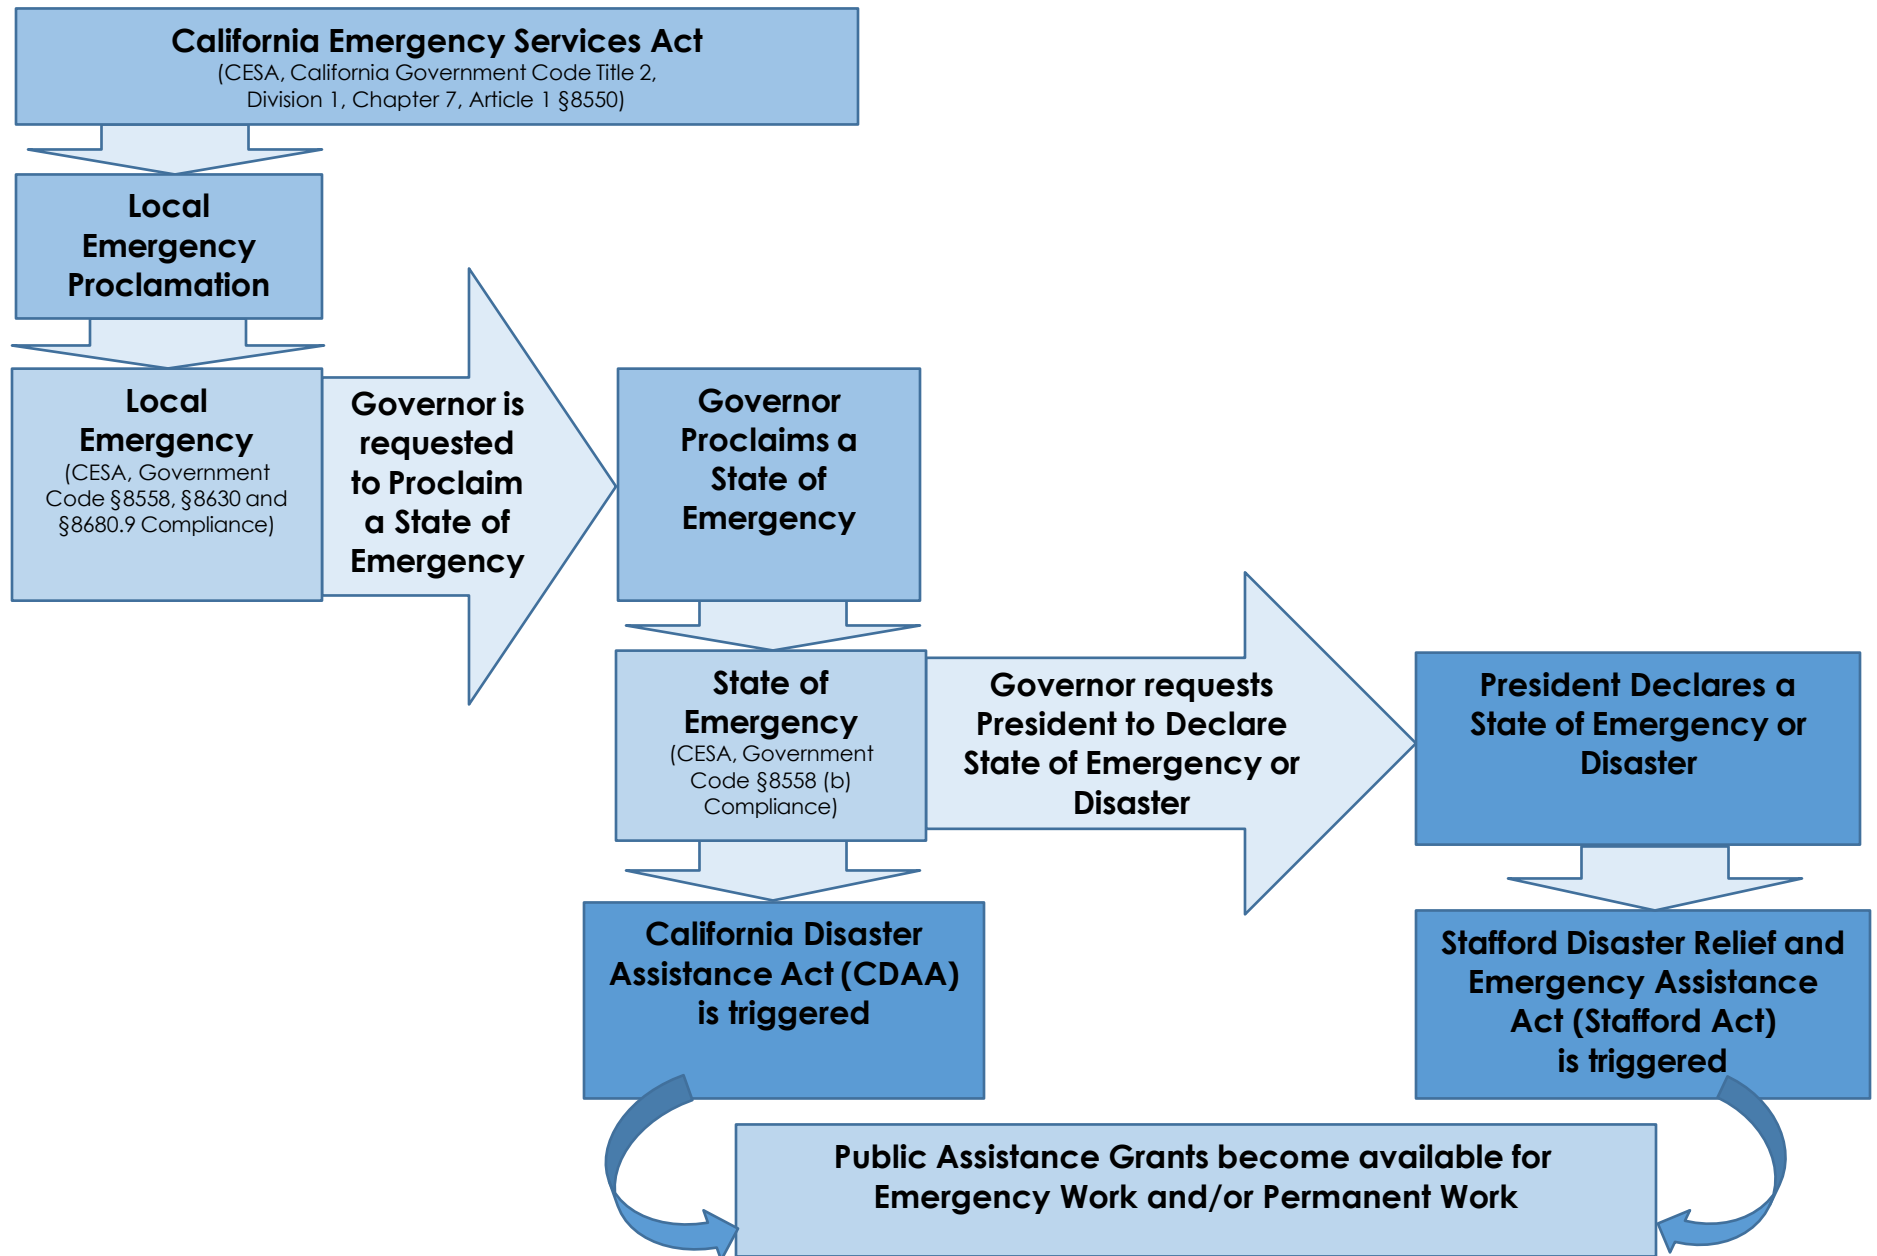 California Emergency Services Act
(CESA, California Government Code Title 2,
Division 1, Chapter 7, Article 1 §8550)
Local
Emergency
Proclamation
Local
Emergency
(CESA, Government
Code §8558, §8630 and
§8680.9 Compliance)
Governor is
requested
to Proclaim
a State of
Emergency
Governor
Proclaims a
State of
Emergency
State of
Emergency
(CESA, Government
Code §8558 (b)
Compliance)
Governor requests
President to Declare
State of Emergency or
Disaster
President Declares a
State of Emergency or
Disaster
California Disaster
Assistance Act (CDAA)
is triggered
Stafford Disaster Relief and
Emergency Assistance
Act (Stafford Act)
is triggered
Public Assistance Grants become available for
Emergency Work and/or Permanent Work